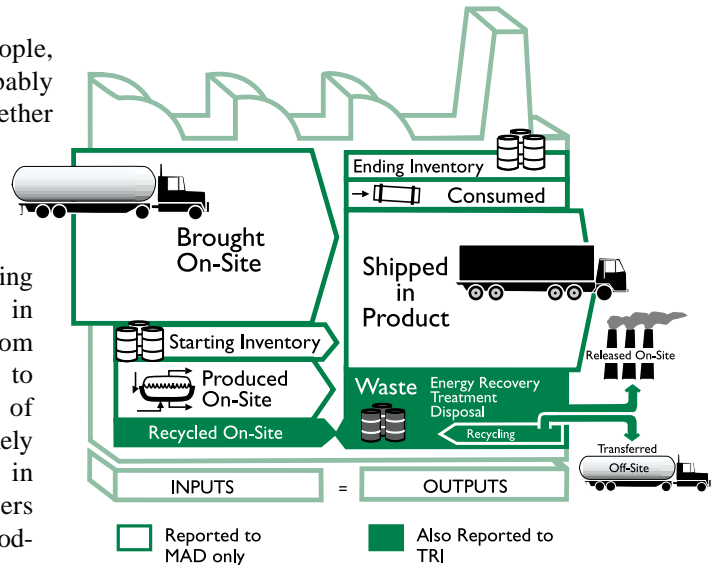 ople,
pably
ether
ing
in
om
to
of
ely
in
ers
od-
Ending Inventory
Consumed
Brought
On-Site
Shipped
in
Product
Starting Inventory
Produced
On-Site
Recycled On-Site
Waste
Energy Recovery
Treatment
Disposal
Recycling
Released On-Site
Transferred
Off-Site
INPUTS = OUTPUTS
Reported to
MAD only
Also Reported to
TRI